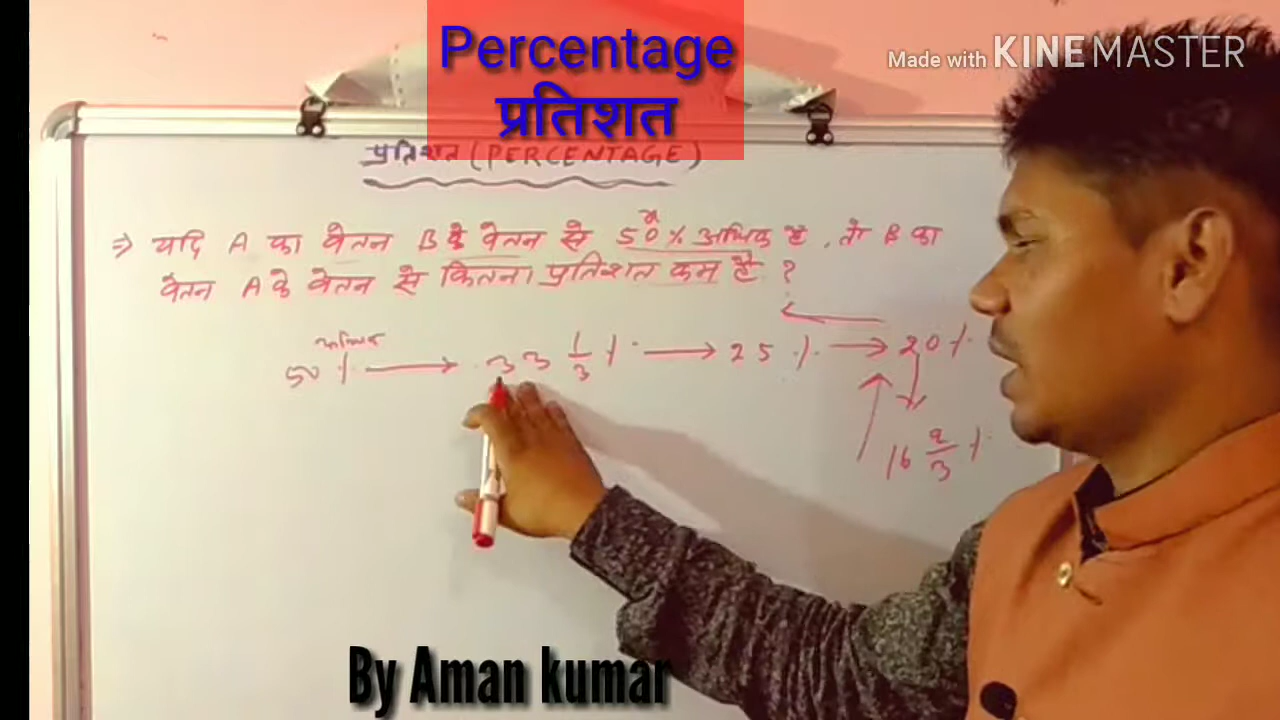 Percentage
प्रतिशत
Made with KINEMASTER
प्रतिशत (PERCENTAGE)
⇒ यदि A का वेतन B के वेतन से 50% अधिक है, तो B का
वेतन A के वेतन से कितना प्रतिशत कम है ?
अधिक
50% → 33 1/3 % → 25% → 20%
16 2/3 %
By Aman kumar